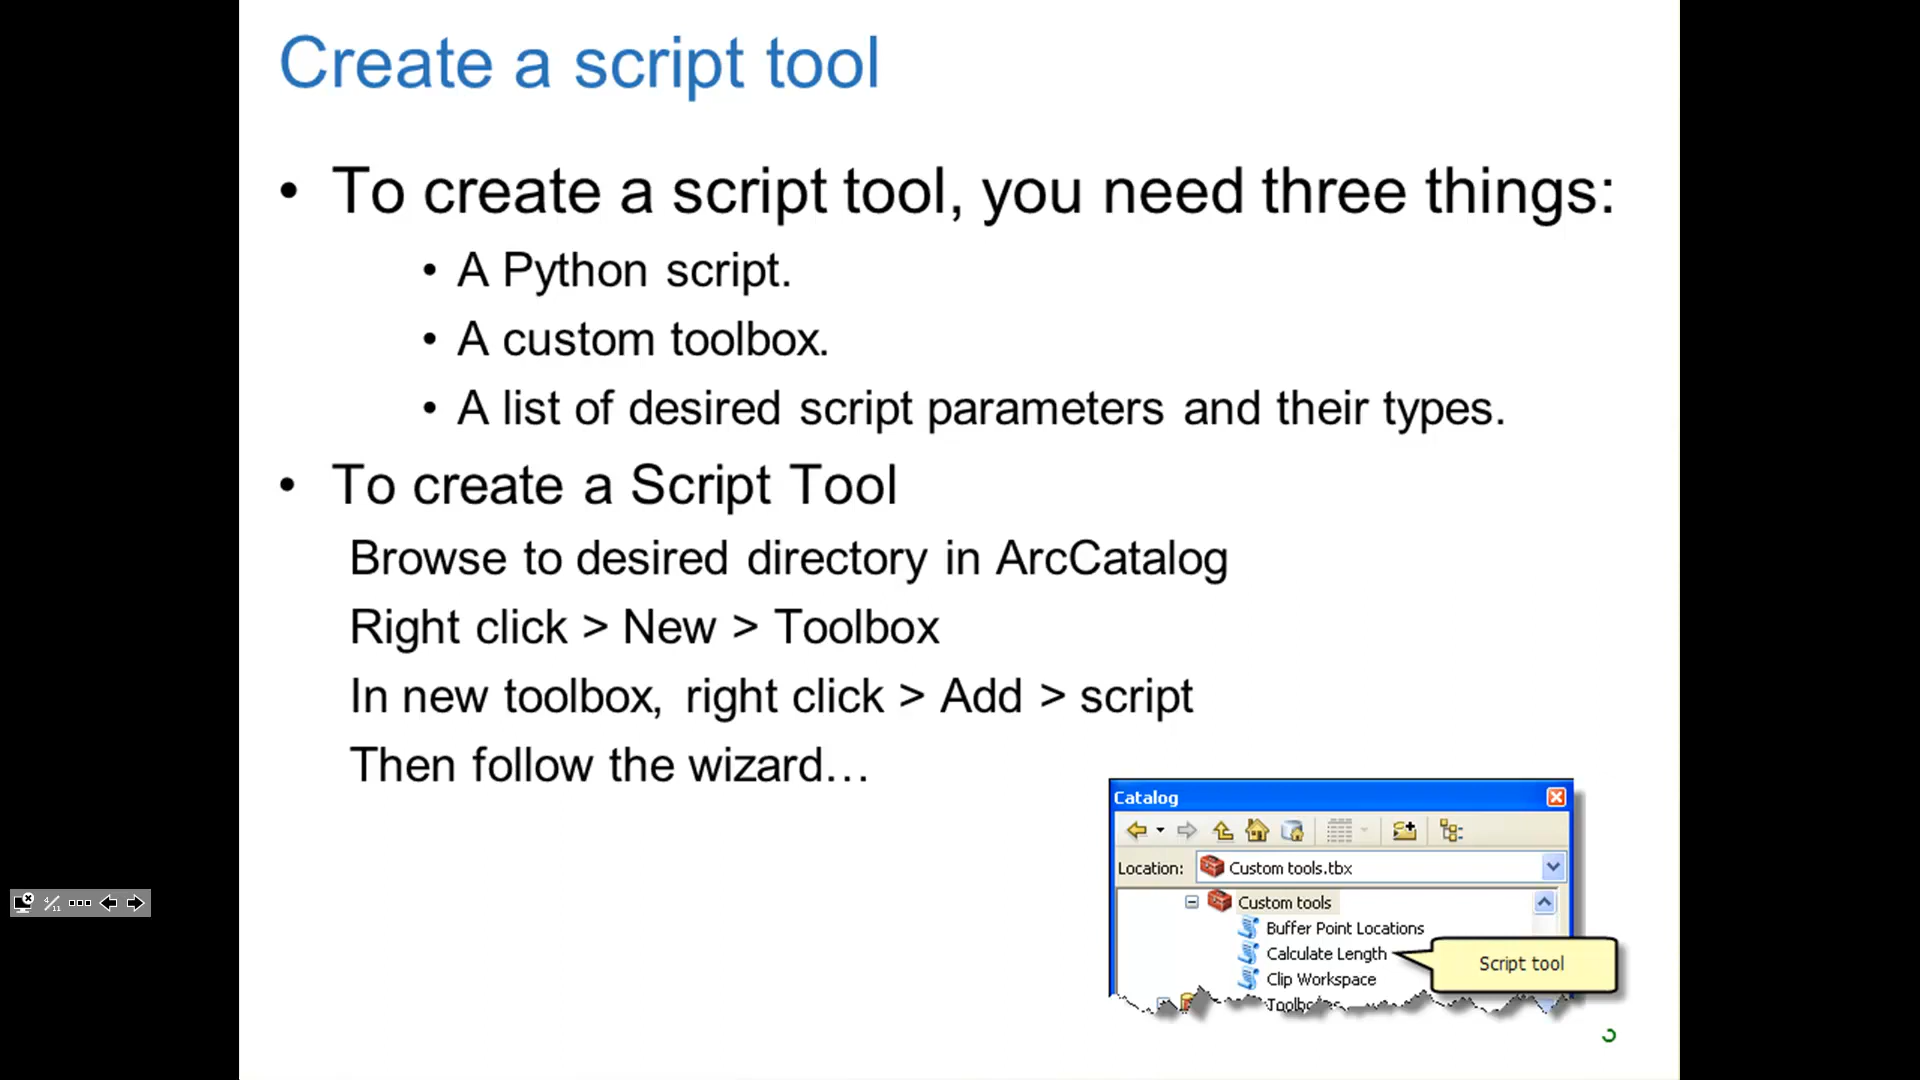 Create a script tool
• To create a script tool, you need three things:
• A Python script.
• A custom toolbox.
• A list of desired script parameters and their types.
• To create a Script Tool
Browse to desired directory in ArcCatalog
Right click > New > Toolbox
In new toolbox, right click > Add > script
Then follow the wizard…
Catalog
Location: Custom tools.tbx
Custom tools
Buffer Point Locations
Calculate Length
Script tool
Clip Workspace
4/11